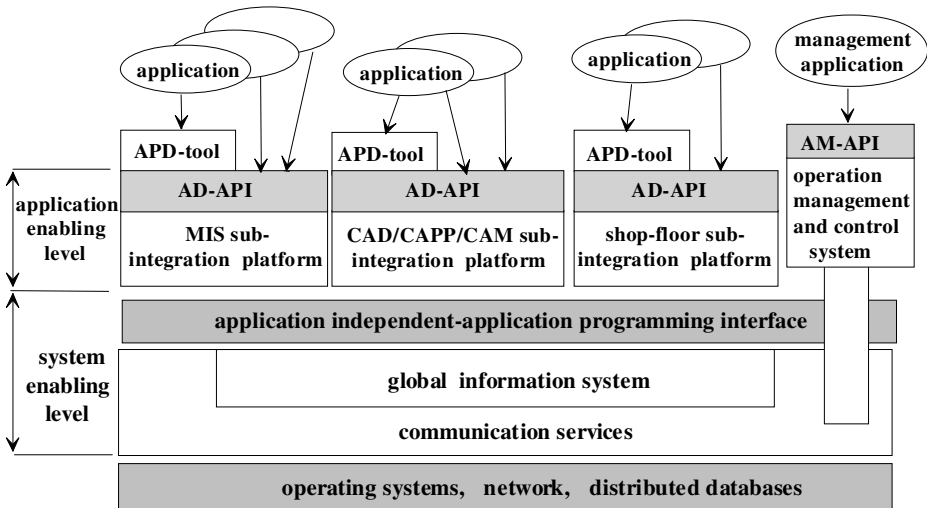 management
application
application
application
application
APD-tool
APD-tool
APD-tool
AM-API
AD-API
AD-API
AD-API
operation
management
and control
system
application
enabling
level
MIS sub-
integration platform
CAD/CAPP/CAM sub-
integration platform
shop-floor sub-
integration platform
application independent-application programming interface
system
enabling
level
global information system
communication services
operating systems, network, distributed databases